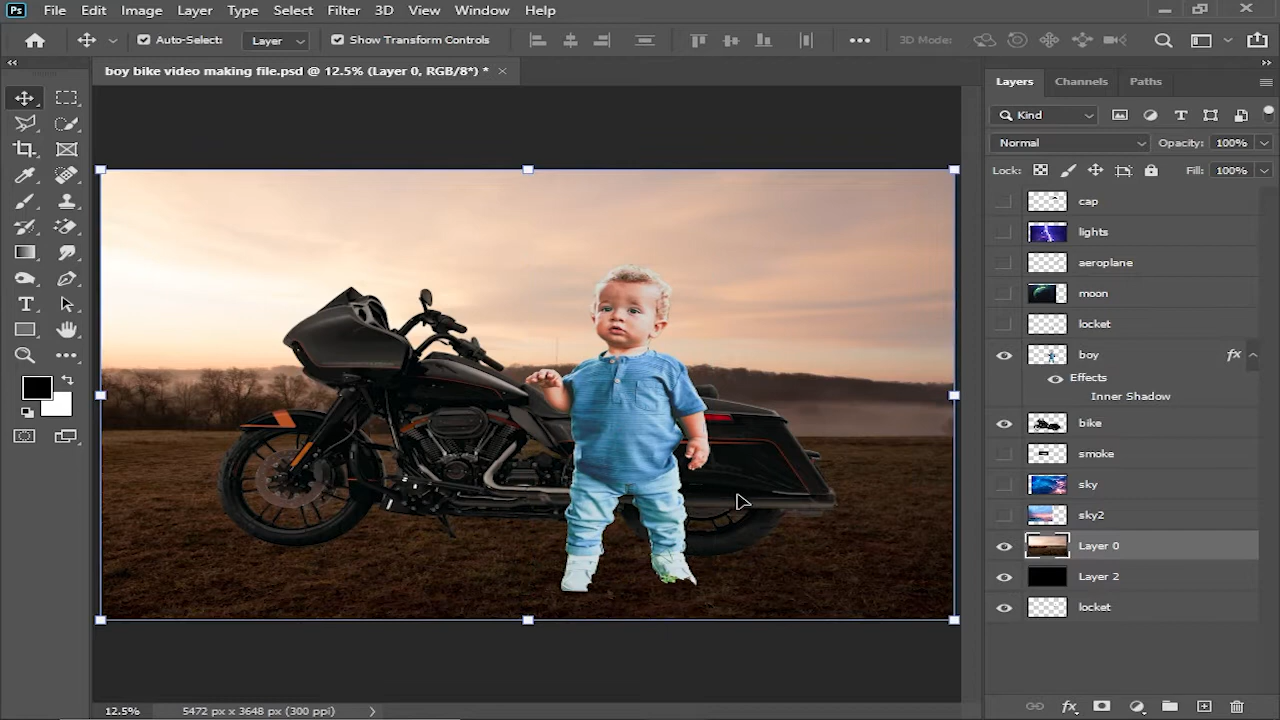 Ps File Edit Image Layer Type Select Filter 3D View Window Help
Auto-Select: Layer Show Transform Controls 3D Mode:
boy bike video making file.psd @ 12.5% (Layer 0, RGB/8*) *
Layers Channels Paths
Kind
Normal Opacity: 100%
Lock: Fill: 100%
cap
lights
aeroplane
moon
locket
boy fx
Effects
Inner Shadow
bike
smoke
sky
sky2
Layer 0
Layer 2
locket
12.5% 5472 px x 3648 px (300 ppi)
fx